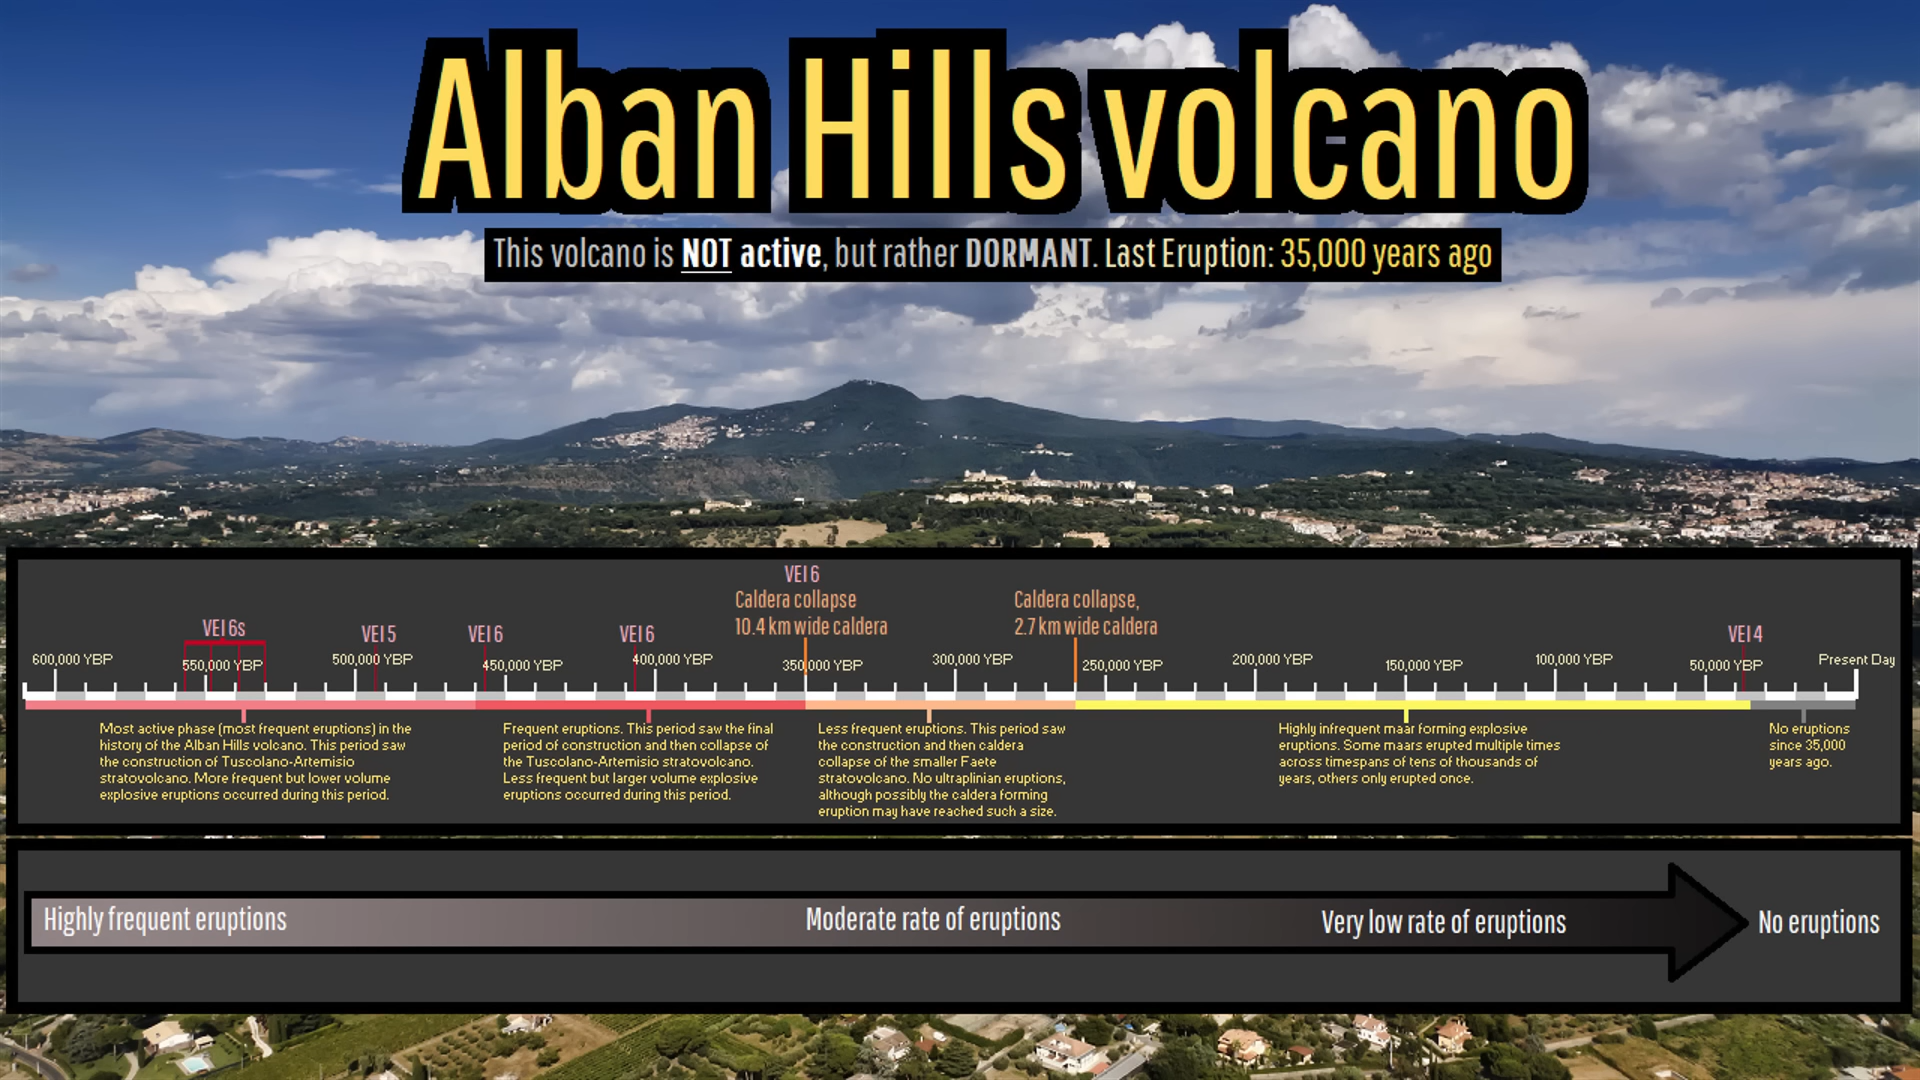 Alban Hills volcano
This volcano is NOT active, but rather DORMANT. Last Eruption: 35,000 years ago
VEI 6
Caldera collapse
10.4 km wide caldera
Caldera collapse,
2.7 km wide caldera
VEI 6s
VEI 5
VEI 6
VEI 6
VEI 4
600,000 YBP
550,000 YBP
500,000 YBP
450,000 YBP
400,000 YBP
350,000 YBP
300,000 YBP
250,000 YBP
200,000 YBP
150,000 YBP
100,000 YBP
50,000 YBP
Present Day
Most active phase (most frequent eruptions) in the
history of the Alban Hills volcano. This period saw
the construction of Tuscolano-Artemisio
stratovolcano. More frequent but lower volume
explosive eruptions occurred during this period.
Frequent eruptions. This period saw the final
period of construction and then collapse of
the Tuscolano-Artemisio stratovolcano.
Less frequent but larger volume explosive
eruptions occurred during this period.
Less frequent eruptions. This period saw
the construction and then caldera
collapse of the smaller Faete
stratovolcano. No ultraplinian eruptions,
although possibly the caldera forming
eruption may have reached such a size.
Highly infrequent maar forming explosive
eruptions. Some maars erupted multiple times
across timespans of tens of thousands of
years, others only erupted once.
No eruptions
since 35,000
years ago.
Highly frequent eruptions
Moderate rate of eruptions
Very low rate of eruptions
No eruptions